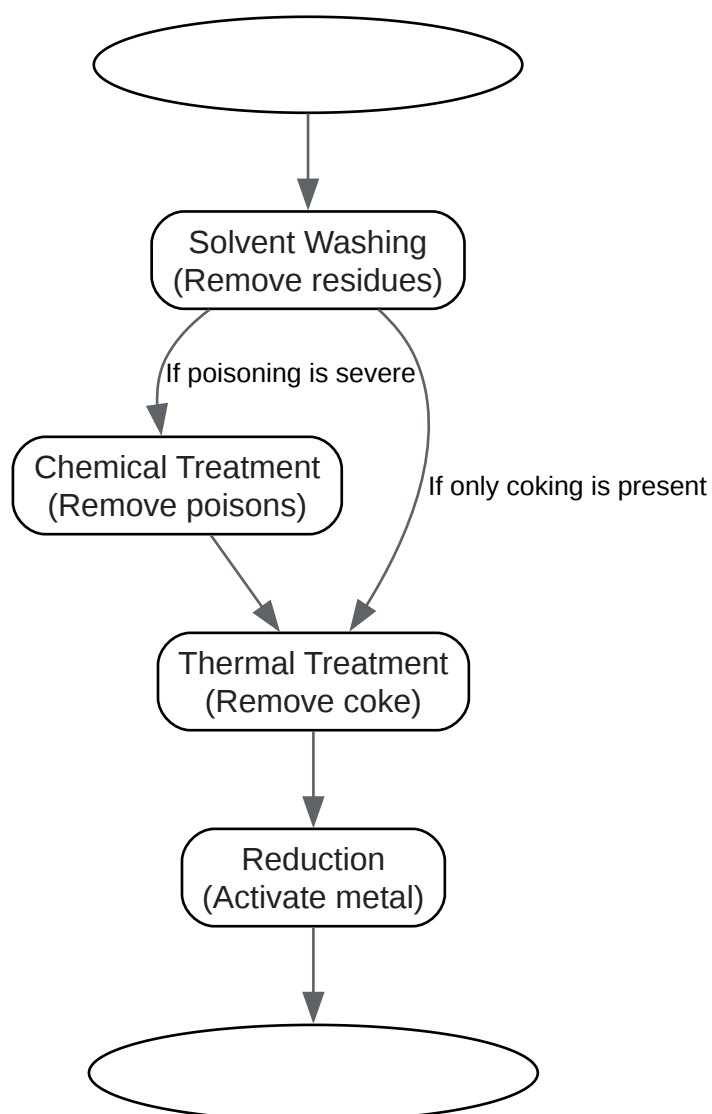 Solvent Washing
(Remove residues)
If poisoning is severe
Chemical Treatment
(Remove poisons)
If only coking is present
Thermal Treatment
(Remove coke)
Reduction
(Activate metal)